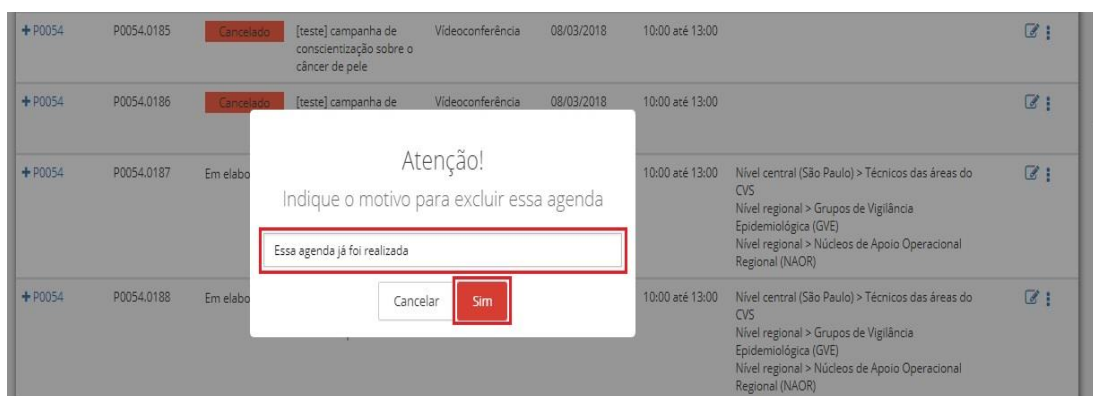 + P0054 P0054.0185 Cancelado [teste] campanha de Vídeoconferência 08/03/2018 10:00 até 13:00
conscientização sobre o
câncer de pele
+ P0054 P0054.0186 Cancelado [teste] campanha de Vídeoconferência 08/03/2018 10:00 até 13:00
Atenção!
Indique o motivo para excluir essa agenda
Essa agenda já foi realizada
Cancelar Sim
+ P0054 P0054.0187 Em elabo 10:00 até 13:00 Nível central (São Paulo) > Técnicos das áreas do
CVS
Nível regional > Grupos de Vigilância
Epidemiológica (GVE)
Nível regional > Núcleos de Apoio Operacional
Regional (NAOR)
+ P0054 P0054.0188 Em elabo 10:00 até 13:00 Nível central (São Paulo) > Técnicos das áreas do
CVS
Nível regional > Grupos de Vigilância
Epidemiológica (GVE)
Nível regional > Núcleos de Apoio Operacional
Regional (NAOR)